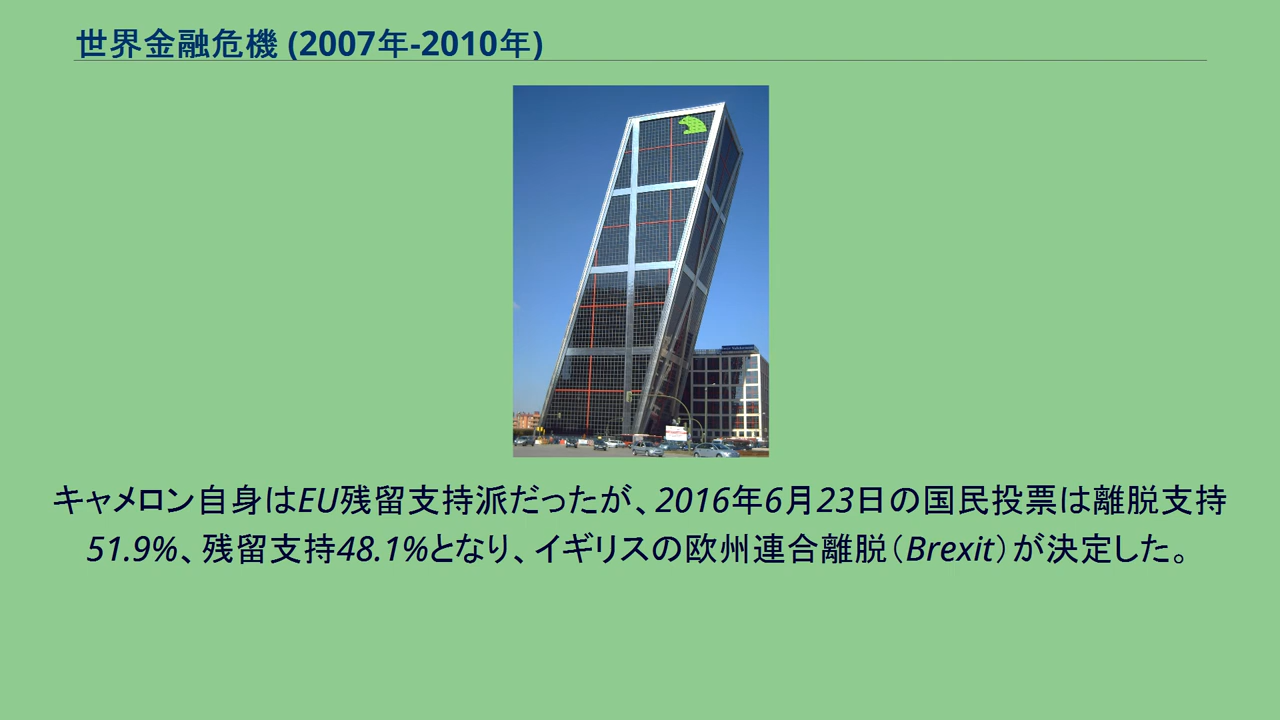 世界金融危機 (2007年-2010年)
キャメロン自身はEU残留支持派だったが、2016年6月23日の国民投票は離脱支持
51.9%、残留支持48.1%となり、イギリスの欧州連合離脱（Brexit）が決定した。